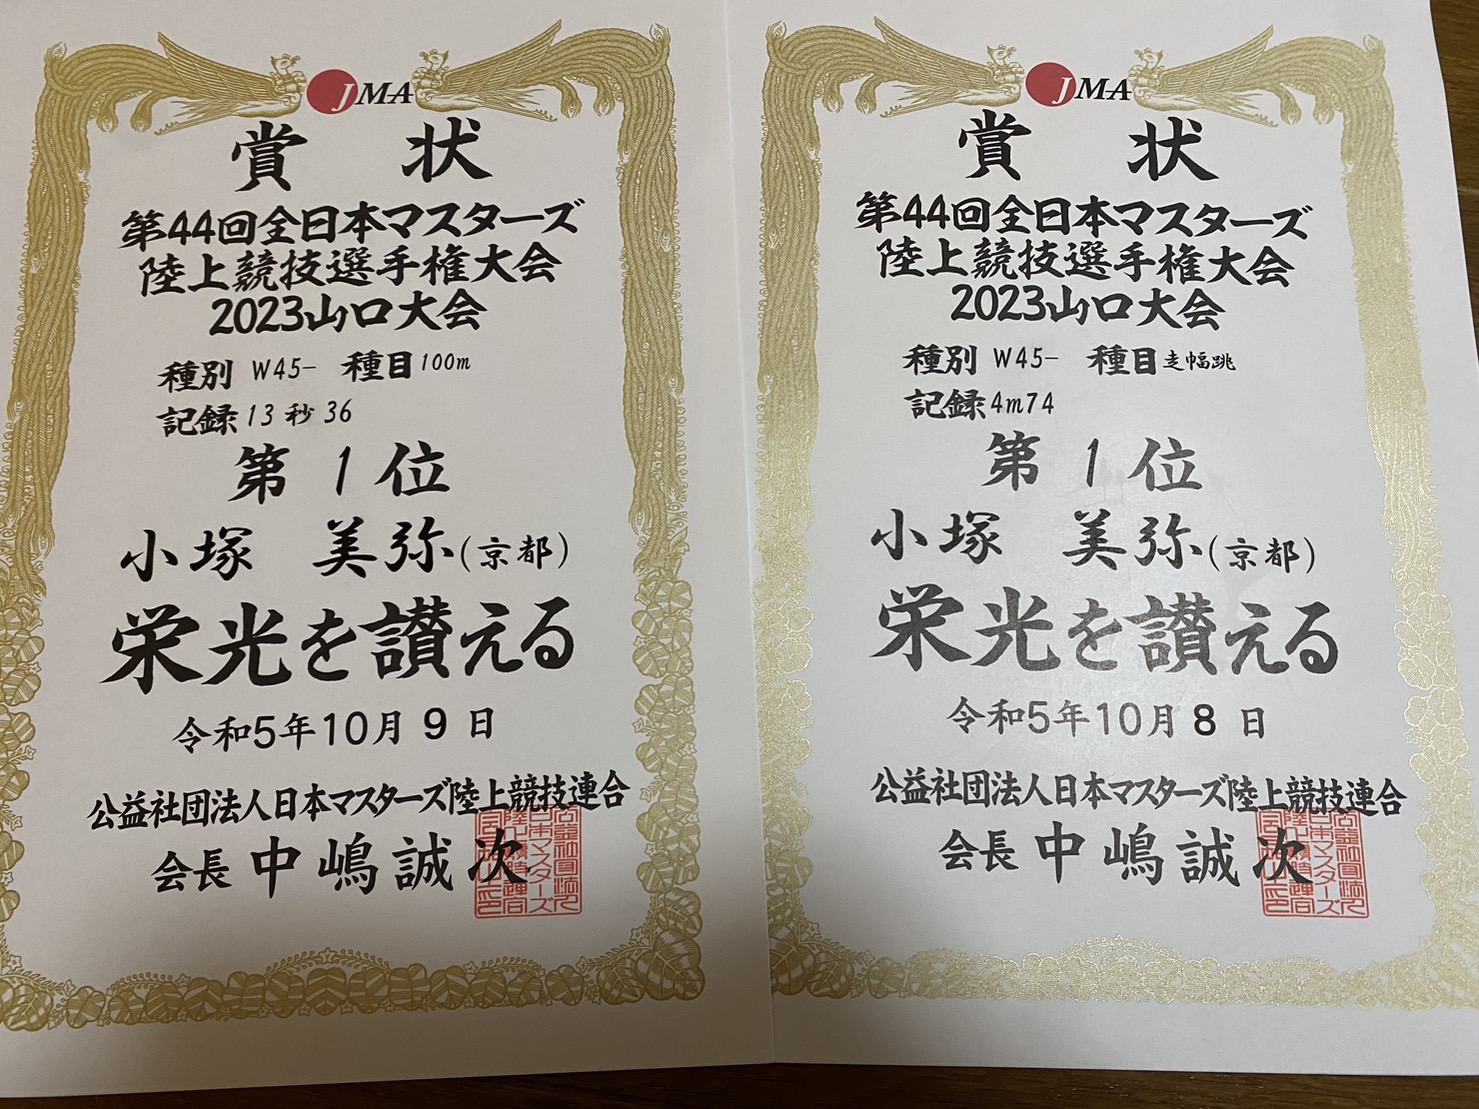 JMA
賞状
第44回全日本マスターズ
陸上競技選手権大会
2023山口大会
種別 W45- 種目 100m
記録 13秒36
第1位
小塚 美弥(京都)
栄光を讃える
令和5年10月9日
公益社団法人日本マスターズ陸上競技連合
会長 中嶋誠次
JMA
賞状
第44回全日本マスターズ
陸上競技選手権大会
2023山口大会
種別 W45- 種目 走幅跳
記録 4m74
第1位
小塚 美弥(京都)
栄光を讃える
令和5年10月8日
公益社団法人日本マスターズ陸上競技連合
会長 中嶋誠次